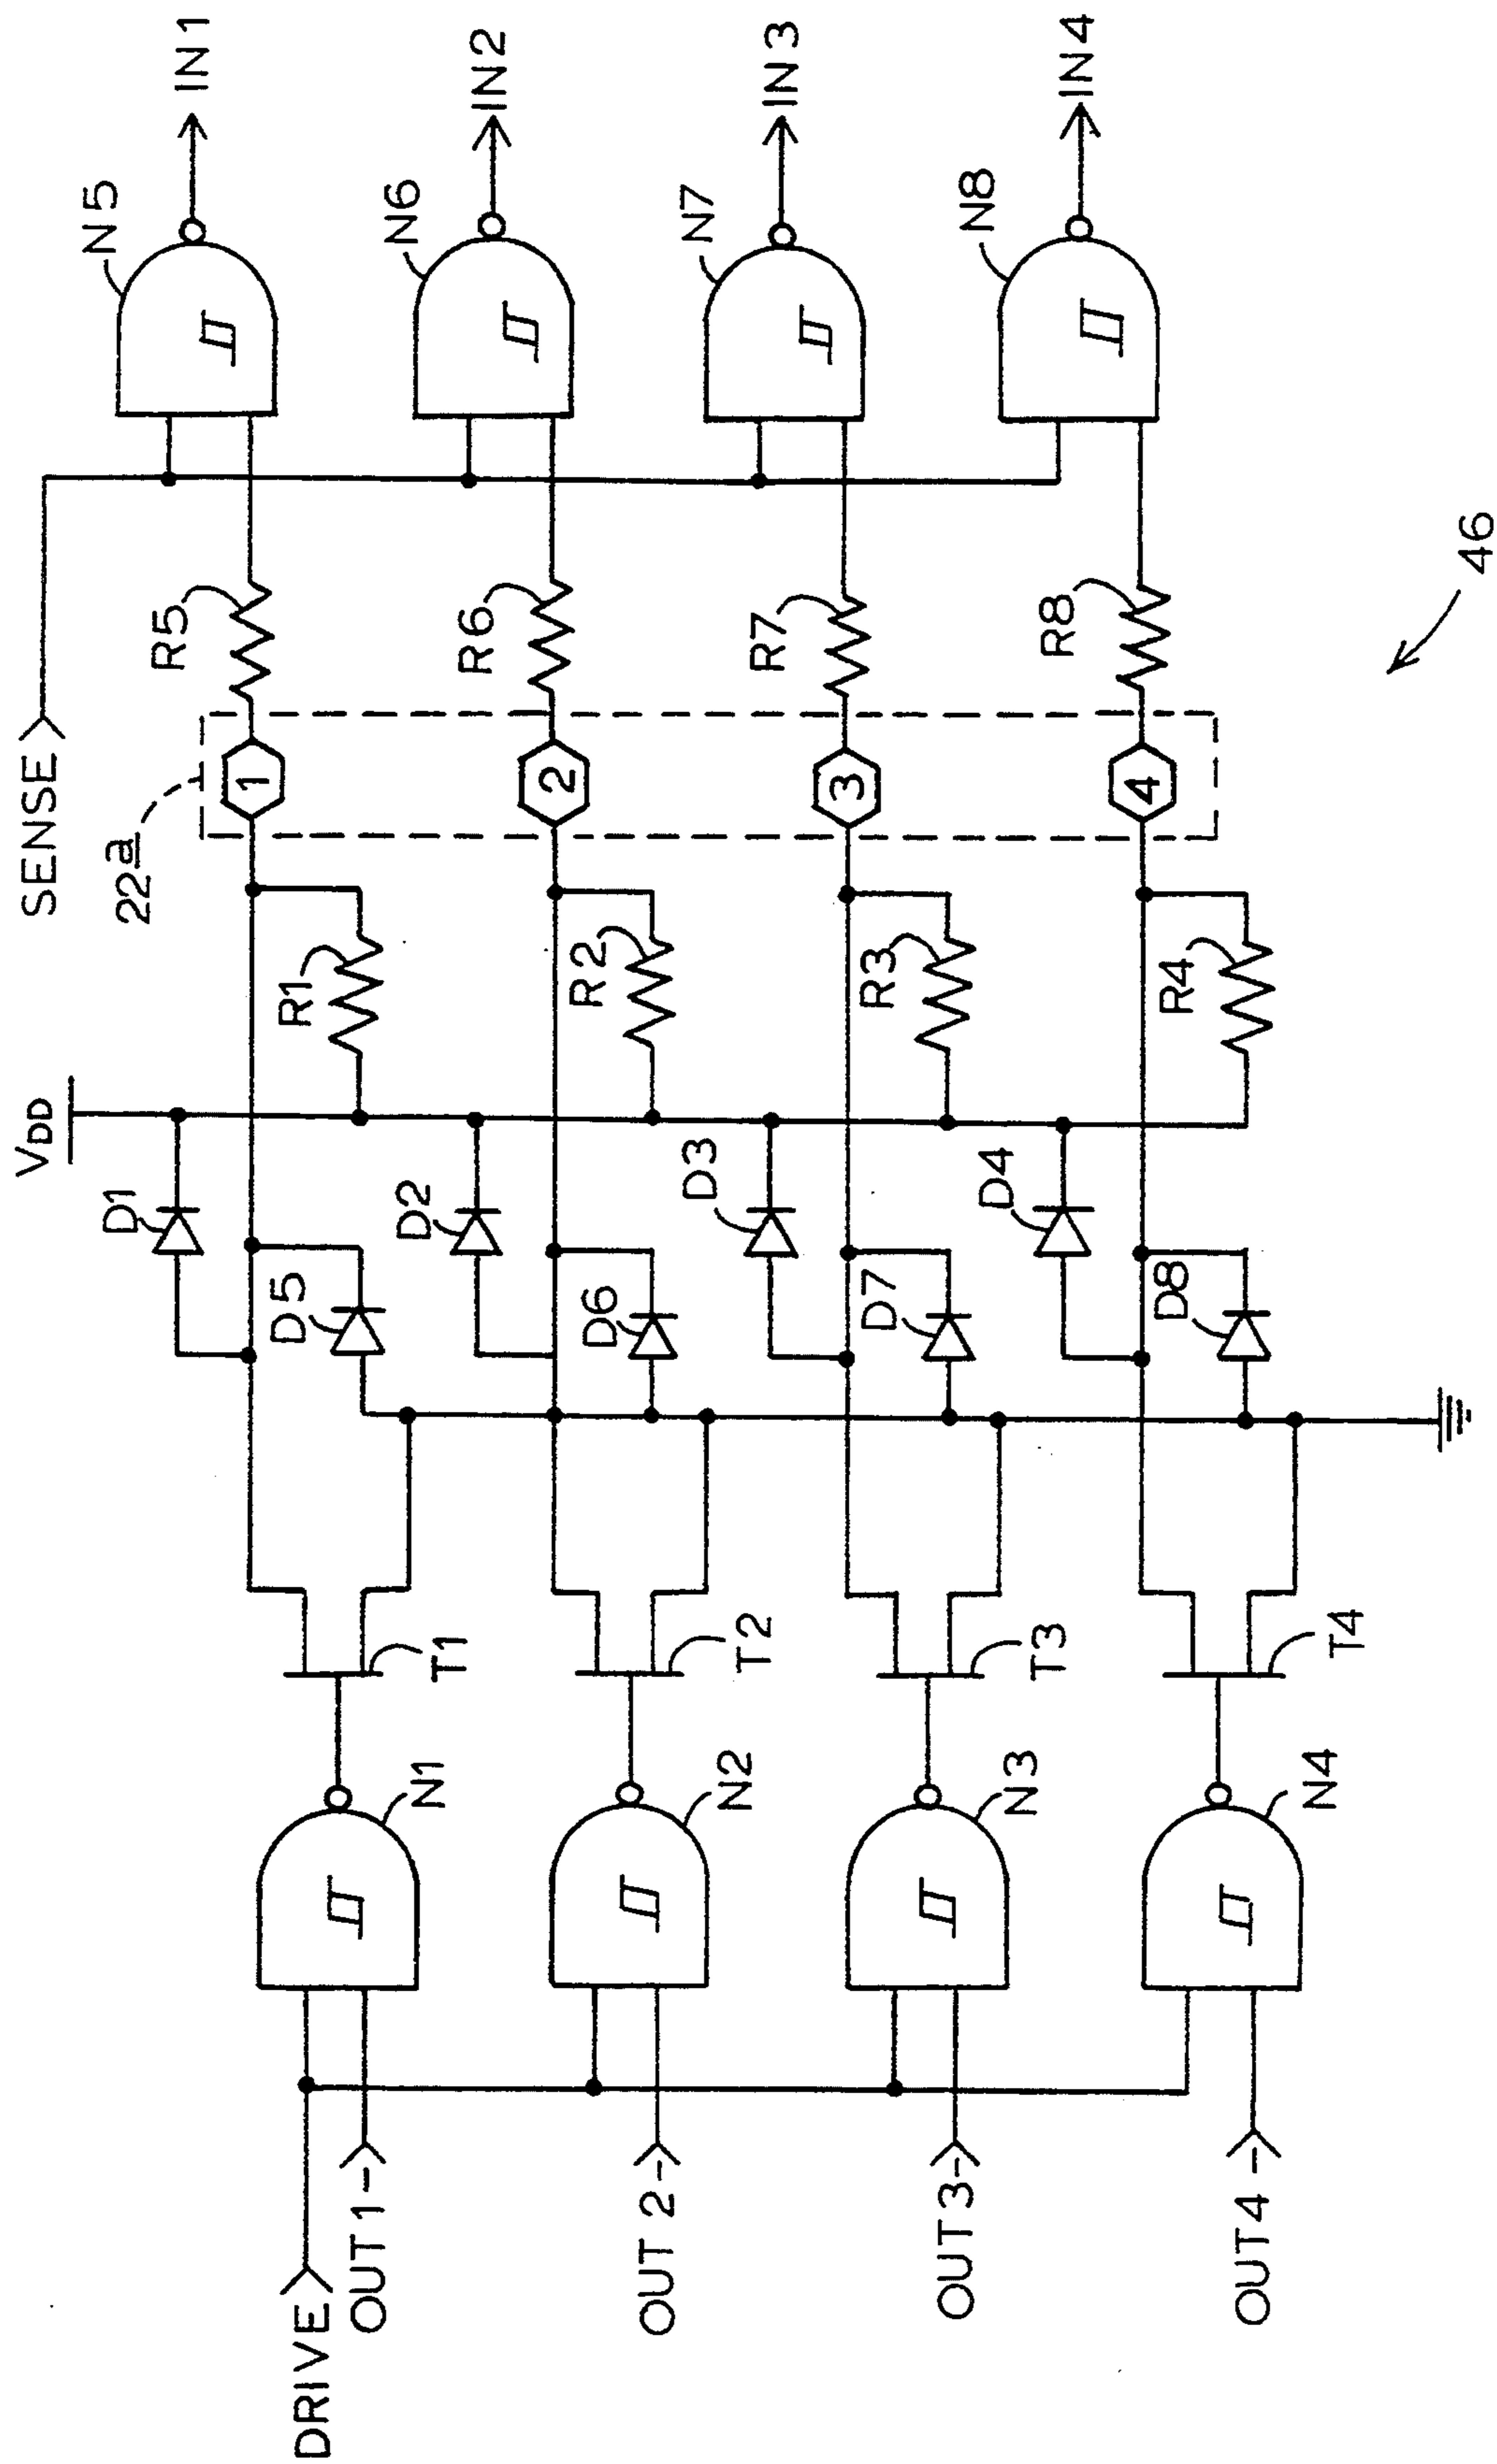 SENSE
VDD
22a
N5
IN1
D1
R1
R5
D5
T1
N1
DRIVE
OUT1
1
N6
IN2
D2
R2
R6
D6
T2
N2
OUT 2
2
N7
IN3
D3
R3
R7
D7
T3
N3
OUT3
3
N8
IN4
D4
R4
R8
D8
T4
N4
OUT4
4
46